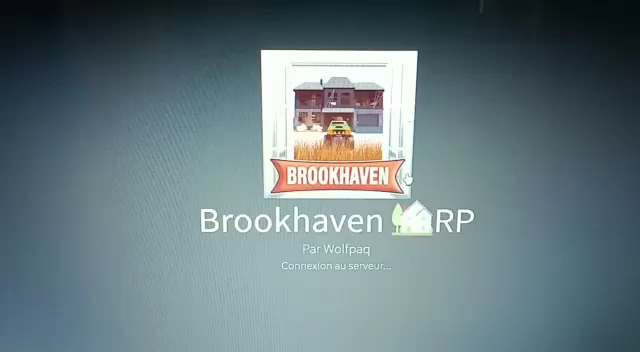 BROOKHAVEN
Brookhaven 🏡RP
Par Wolfpaq
Connexion au serveur...